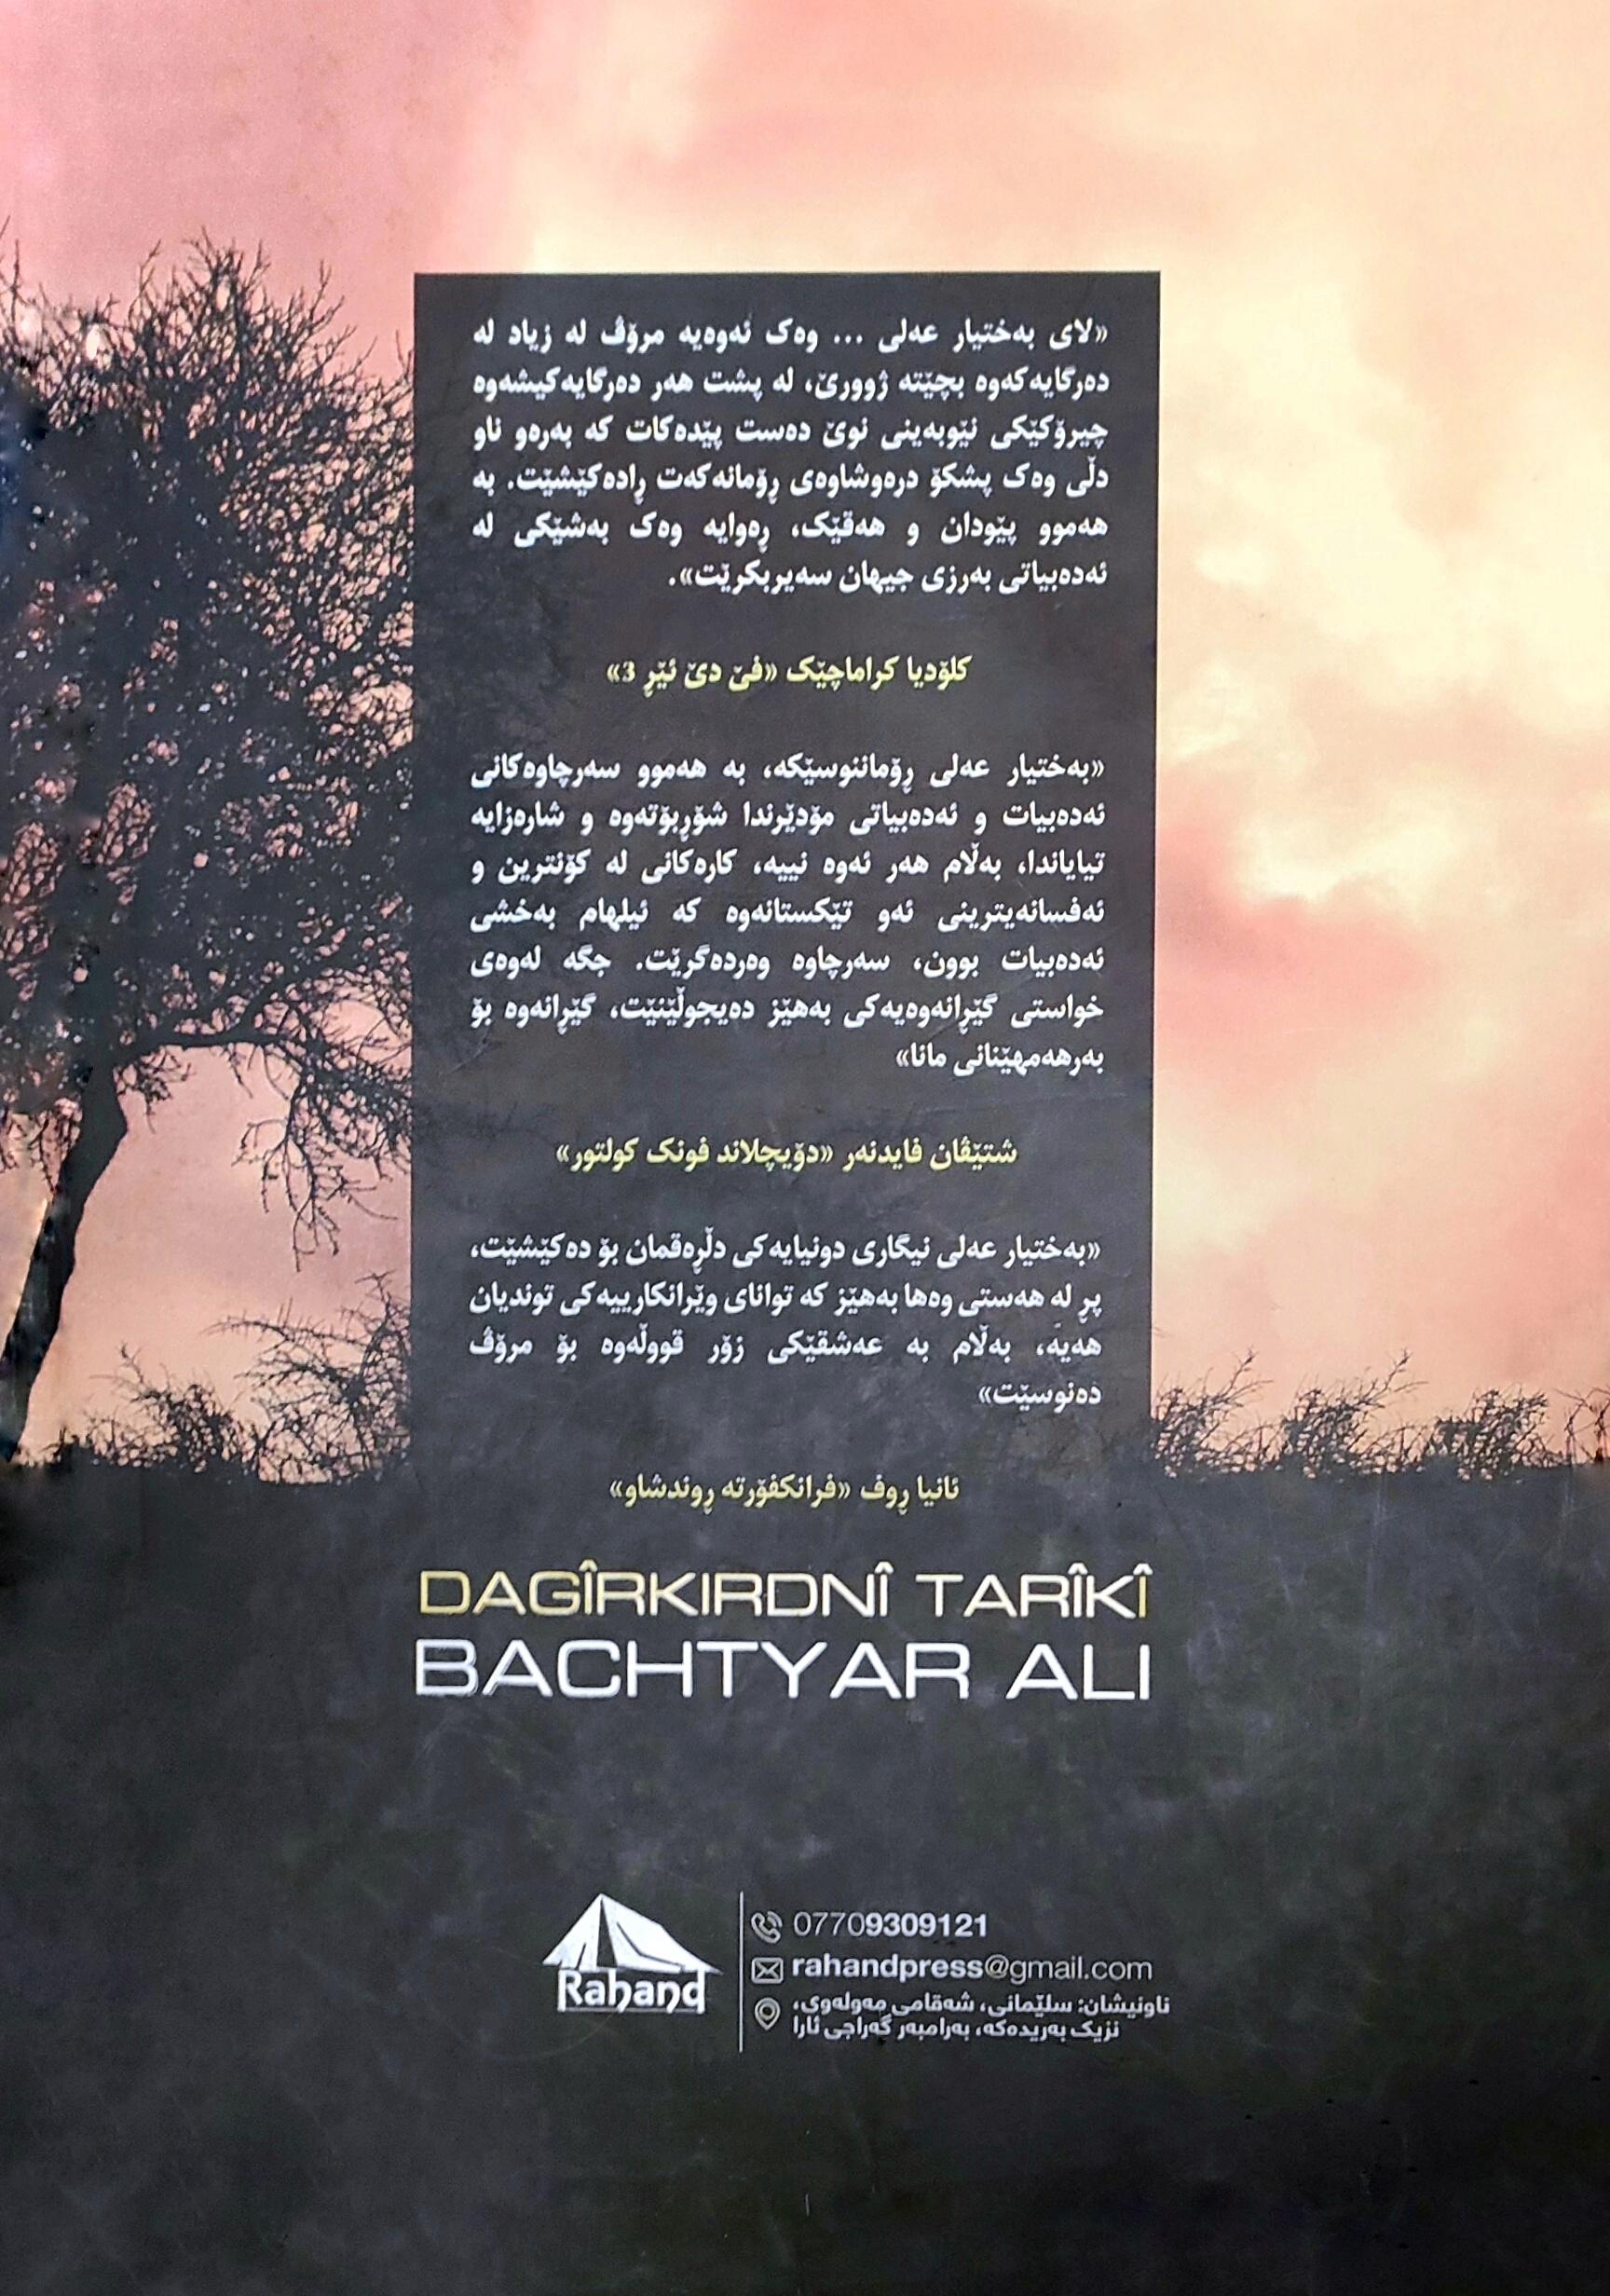 «لای بەختیار عەلی ... وەک ئەوەیە مرۆڤ لە زیاد لە
دەرگایەکەوە بچێتە ژوورێ، لە پشت هەر دەرگایەکیشەوە
چیرۆکێکی نێوبەینی نوێ دەست پێدەکات کە بەرەو ناو
دڵی وەک پشکۆ درەوشاوەی ڕۆمانەکەت ڕادەکێشێت. بە
هەموو پێودان و هەقێک، ڕەوایە وەک بەشێکی لە
ئەدەبیاتی بەرزی جیهان سەیربکرێت».
کلۆدیا کراماچێک «فێ دێ ئێڕ 3»
«بەختیار عەلی ڕۆماننوسێکە، بە هەموو سەرچاوەکانی
ئەدەبیات و ئەدەبیاتی مۆدێرندا شۆڕبۆتەوە و شارەزایە
تیایاندا، بەڵام هەر ئەوە نییە، کارەکانی لە کۆنترین و
ئەفسانەیترینی ئەو تێکستانەوە کە ئیلهام بەخشی
ئەدەبیات بوون، سەرچاوە وەردەگرێت. جگە لەوەی
خواستی گێڕانەوەیەکی بەهێز دەیجوڵێنێت، گێڕانەوە بۆ
بەرهەمهێنانی مانا»
شتێڤان فایدنەر «دۆیچلاند فونک کولتور»
«بەختیار عەلی نیگاری دونیایەکی دڵڕەقمان بۆ دەکێشێت،
پڕ لە هەستی وەها بەهێز کە توانای وێرانکارییەکی توندیان
هەیە، بەڵام بە عەشقێکی زۆر قووڵەوە بۆ مرۆڤ
دەنوسێت»
ئانیا ڕوف «فرانکفۆرتە ڕوندشاو»
DAGÎRKIRDNÎ TARÎKÎ
BACHTYAR ALI
Rahand
07709309121
rahandpress@gmail.com
ناونیشان: سلێمانی، شەقامی مەولەوی،
نزیک بەریدەکە، بەرامبەر گەراجی ئارا